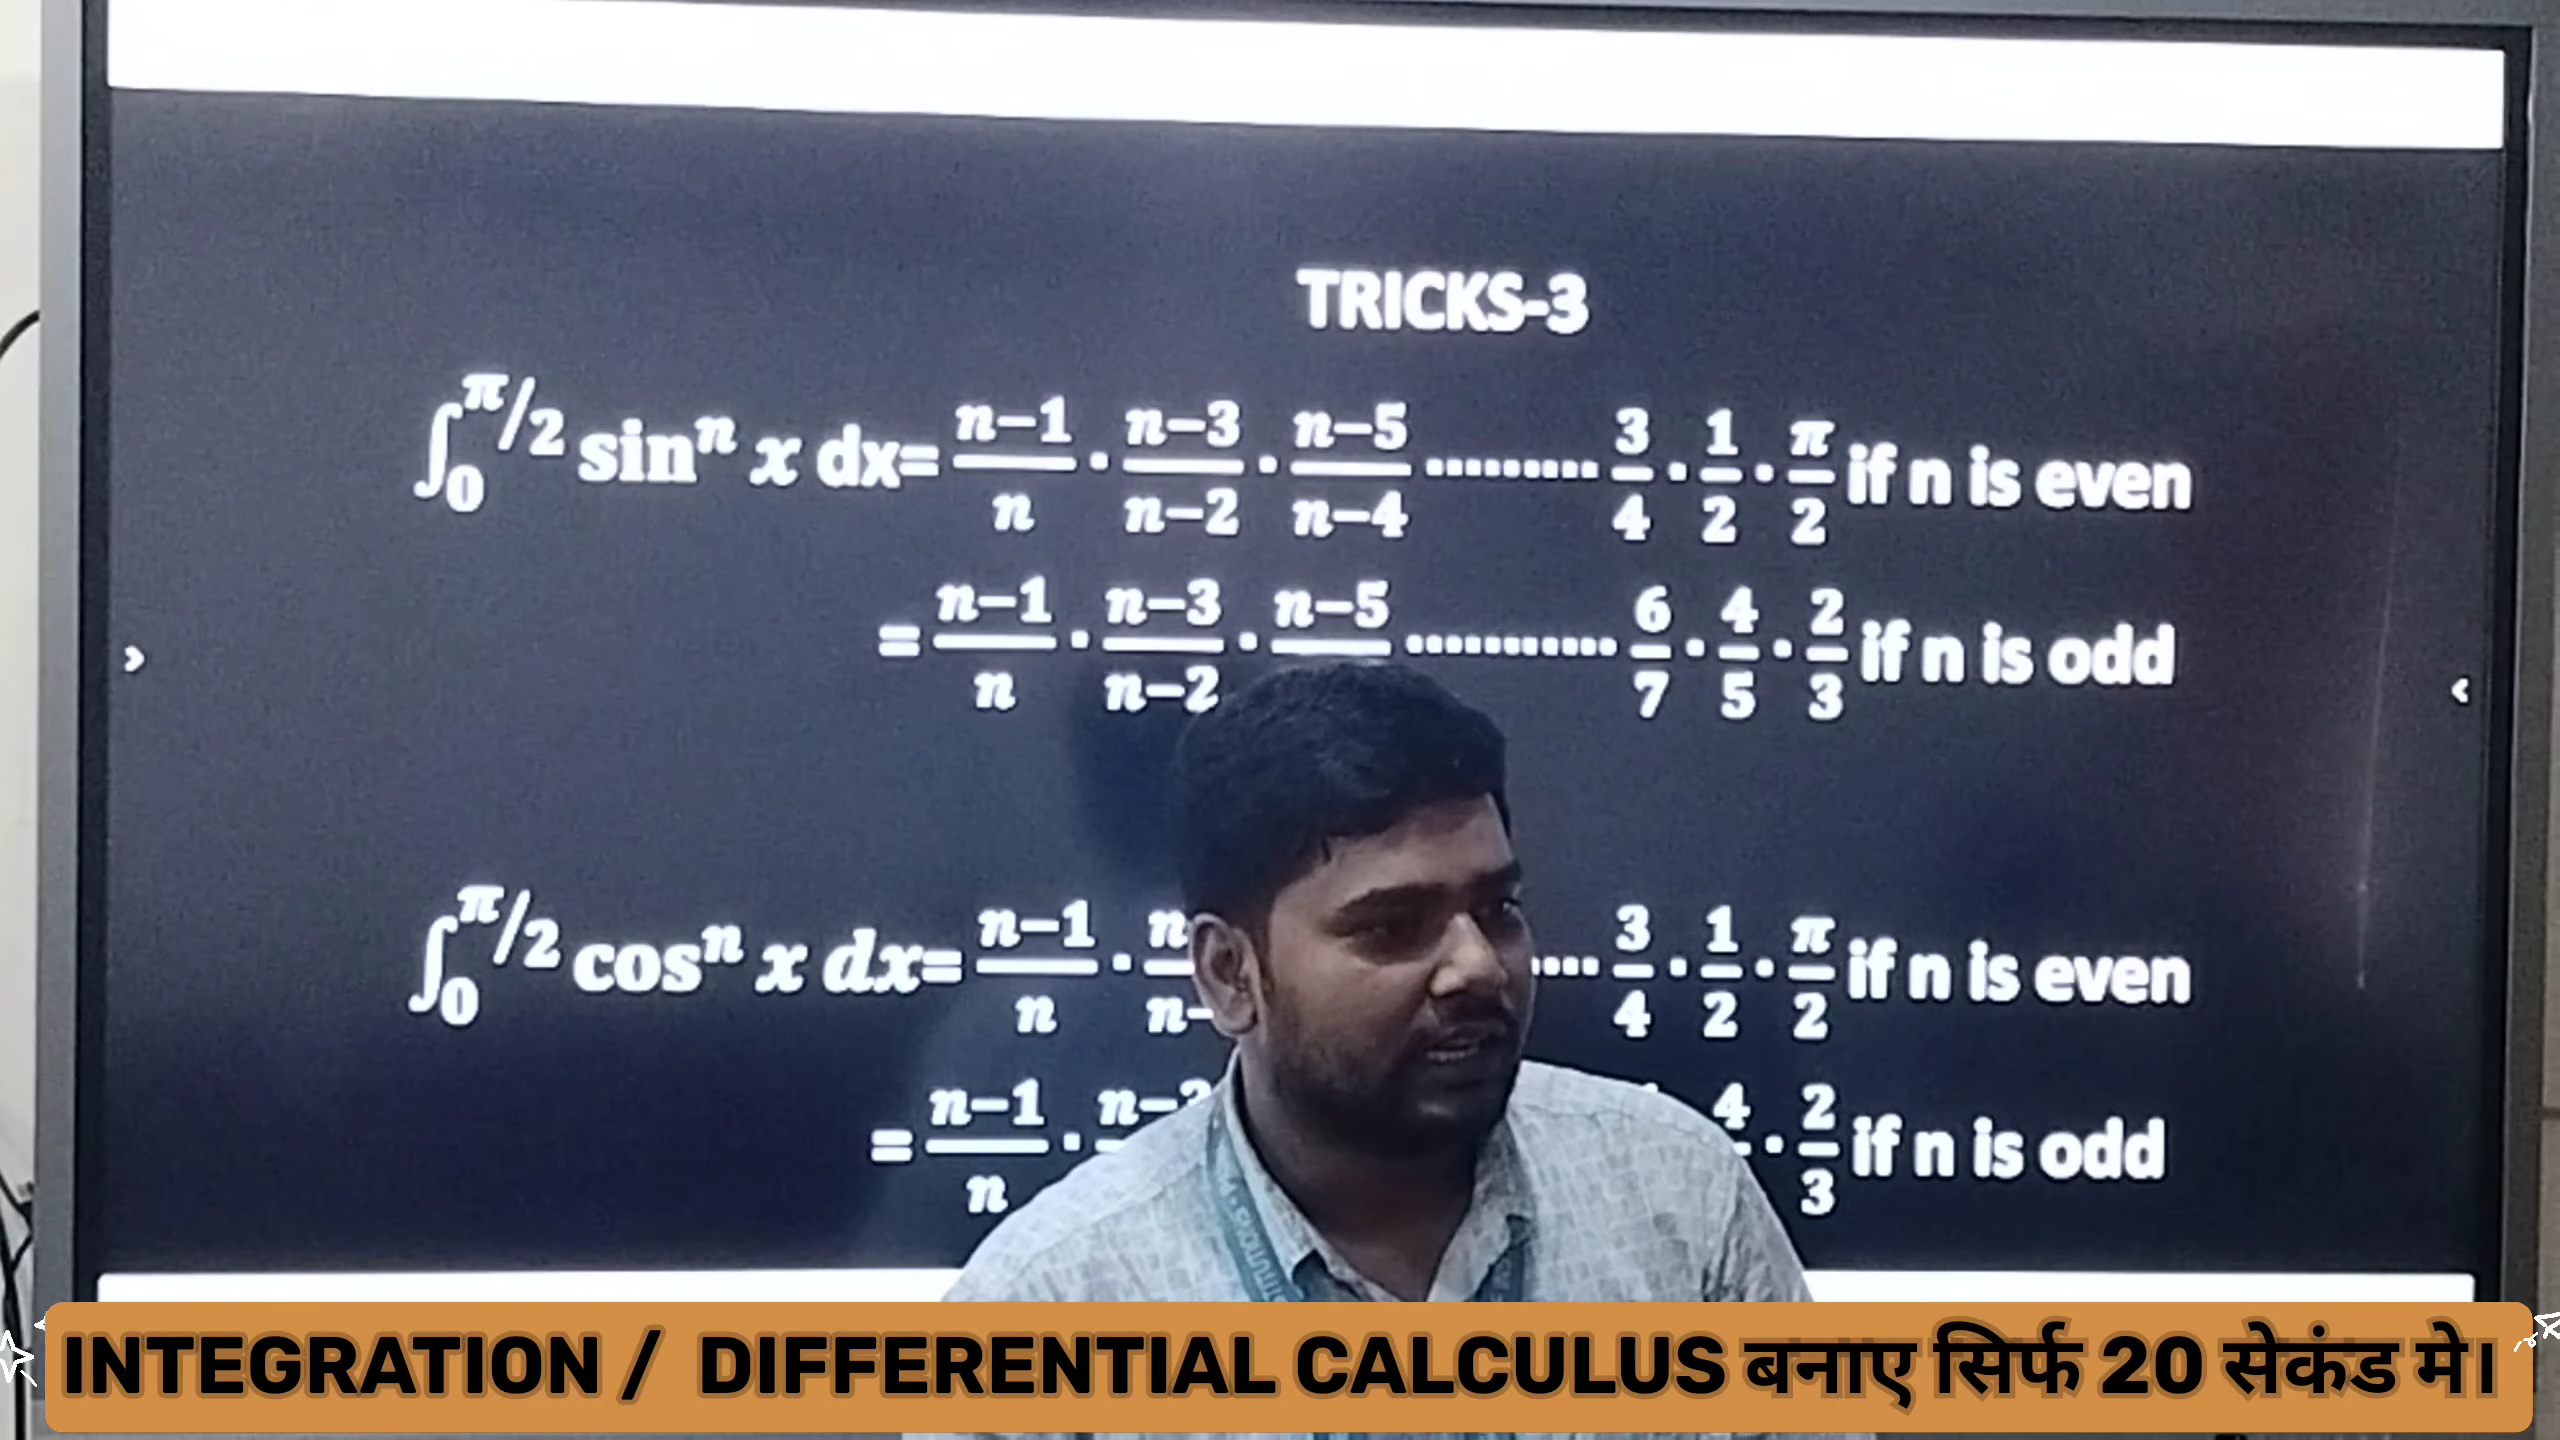 TRICKS-3
∫₀^π/2 sinⁿ x dx= n−1/n · n−3/n−2 · n−5/n−4 ......... 3/4 · 1/2 · π/2 if n is even
= n−1/n · n−3/n−2 · n−5 ............ 6/7 · 4/5 · 2/3 if n is odd
∫₀^π/2 cosⁿ x dx= n−1/n · n/n- .... 3/4 · 1/2 · π/2 if n is even
= n−1/n · n−3 4 · 2/3 if n is odd
INTEGRATION / DIFFERENTIAL CALCULUS बनाए सिर्फ 20 सेकंड मे।